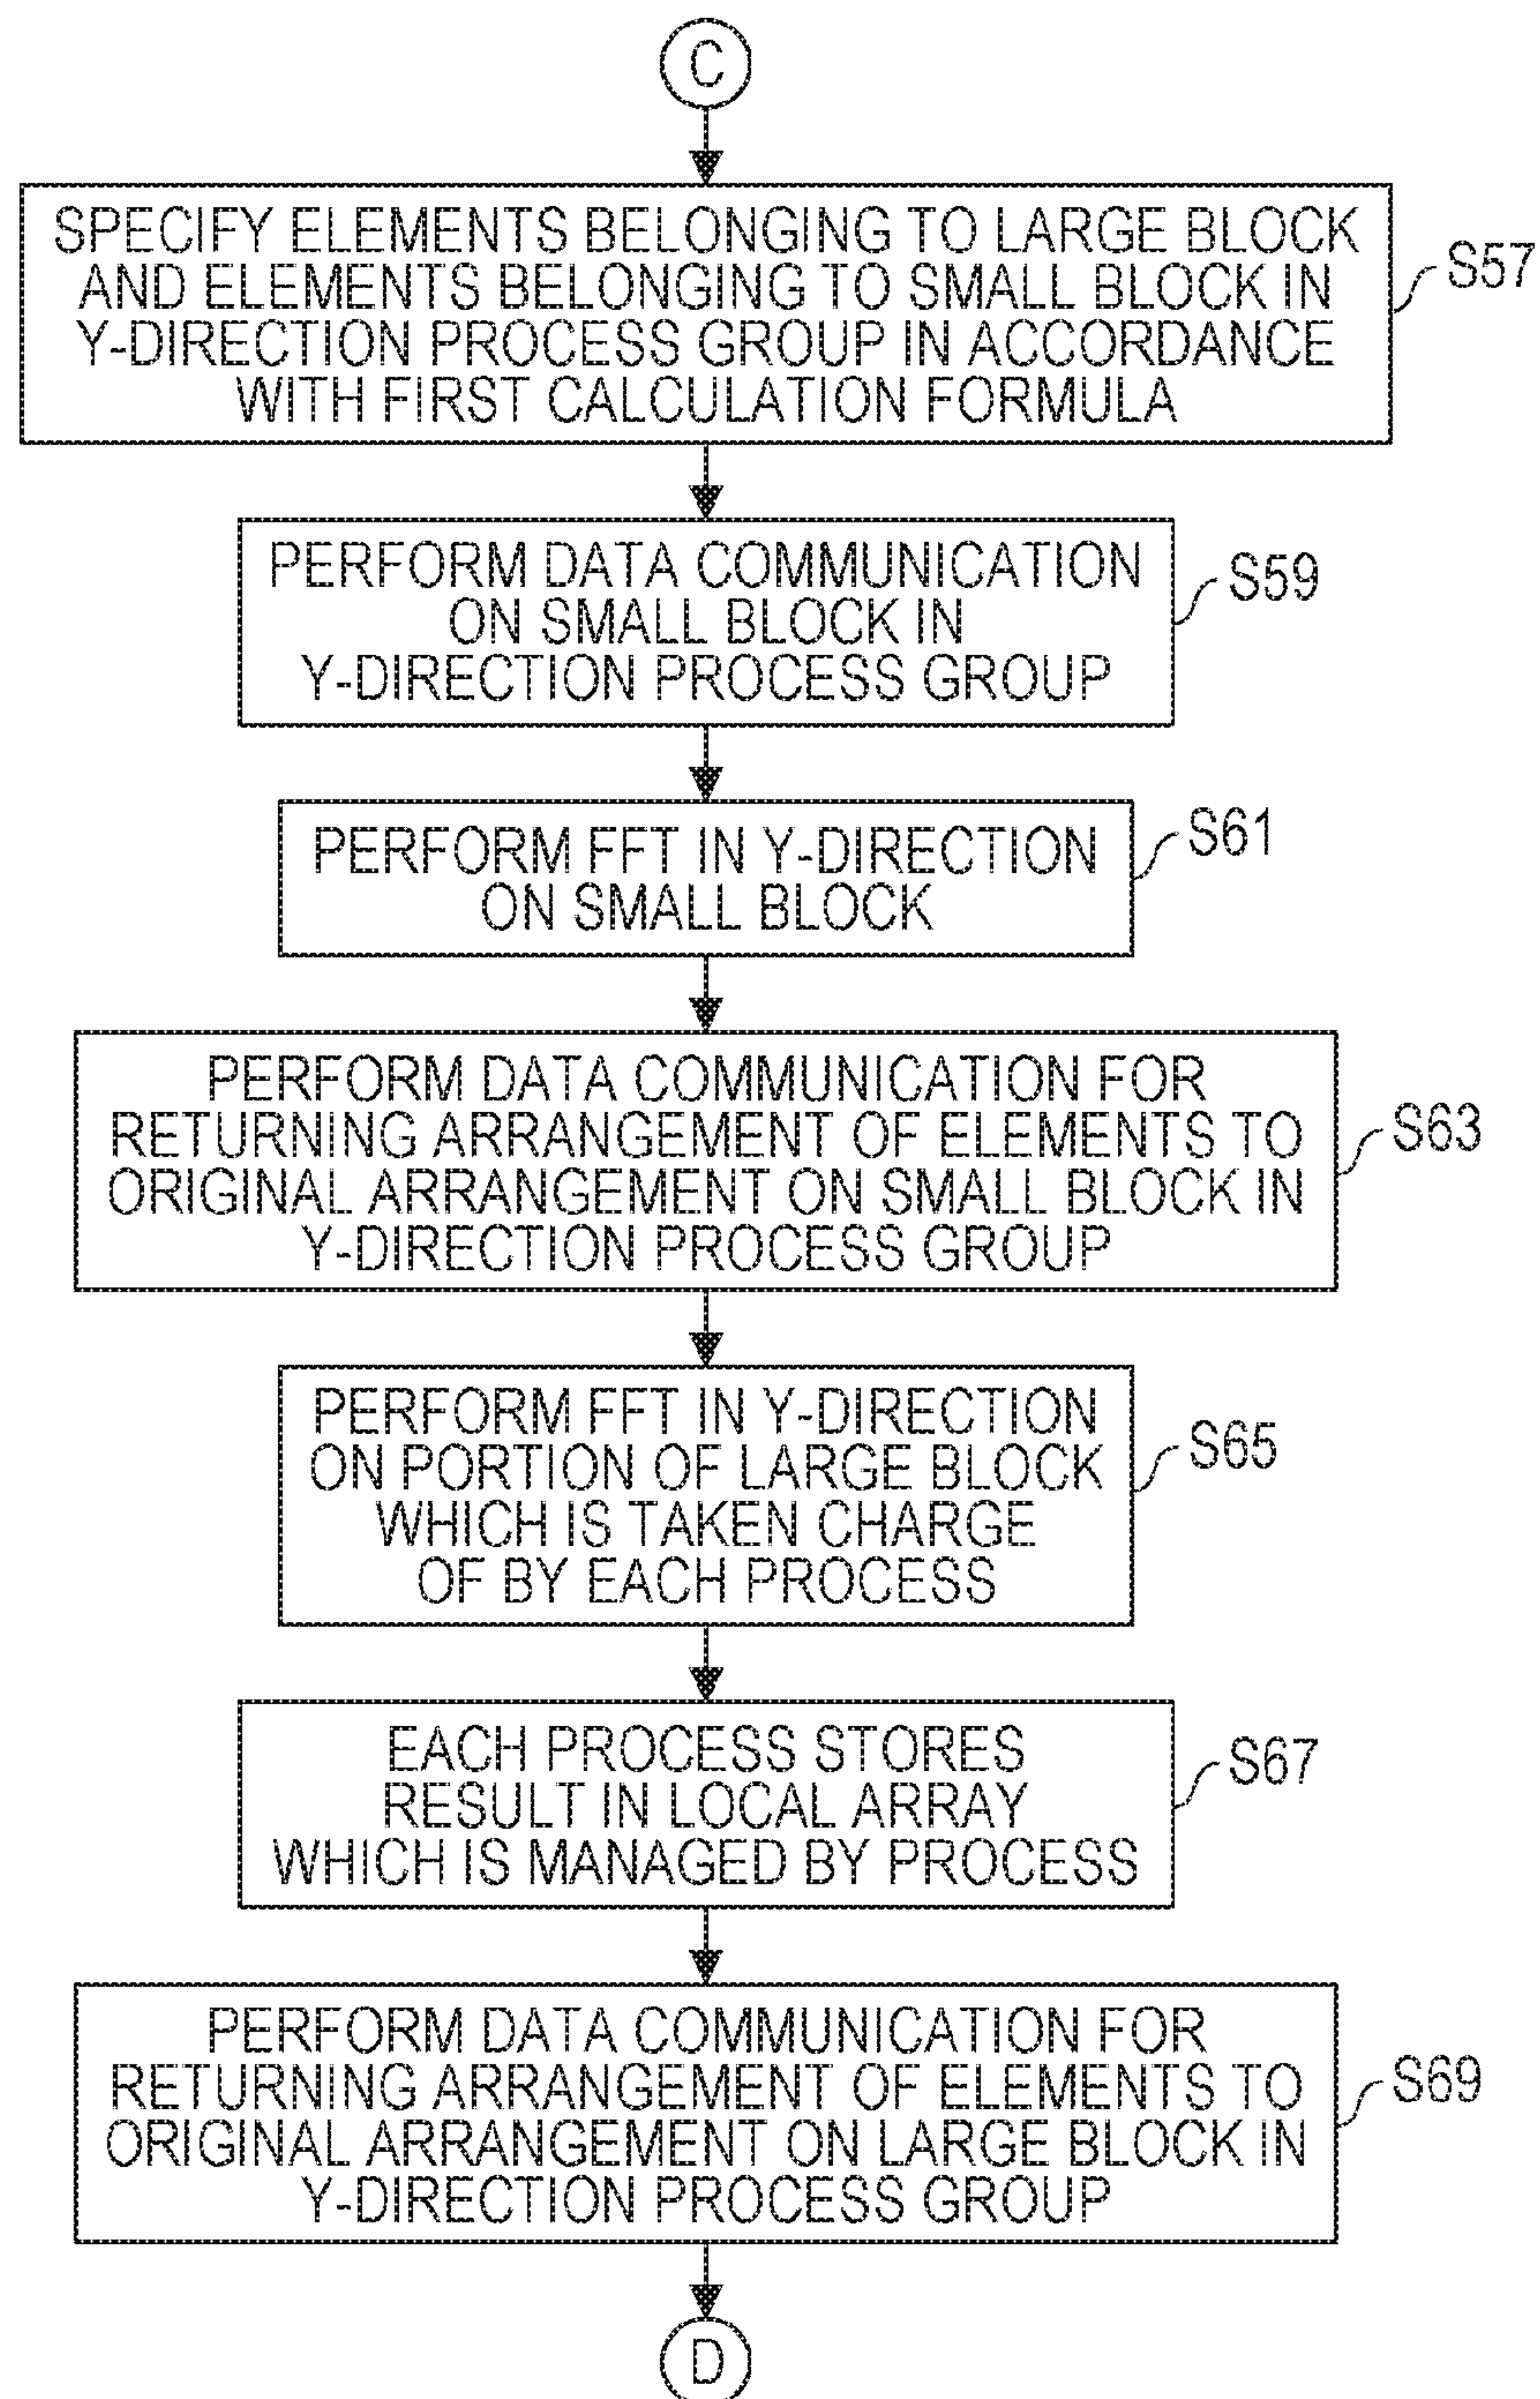 C
SPECIFY ELEMENTS BELONGING TO LARGE BLOCK
AND ELEMENTS BELONGING TO SMALL BLOCK IN
Y-DIRECTION PROCESS GROUP IN ACCORDANCE
WITH FIRST CALCULATION FORMULA
S57
PERFORM DATA COMMUNICATION
ON SMALL BLOCK IN
Y-DIRECTION PROCESS GROUP
S59
PERFORM FFT IN Y-DIRECTION
ON SMALL BLOCK
S61
PERFORM DATA COMMUNICATION FOR
RETURNING ARRANGEMENT OF ELEMENTS TO
ORIGINAL ARRANGEMENT ON SMALL BLOCK IN
Y-DIRECTION PROCESS GROUP
S63
PERFORM FFT IN Y-DIRECTION
ON PORTION OF LARGE BLOCK
WHICH IS TAKEN CHARGE
OF BY EACH PROCESS
S65
EACH PROCESS STORES
RESULT IN LOCAL ARRAY
WHICH IS MANAGED BY PROCESS
S67
PERFORM DATA COMMUNICATION FOR
RETURNING ARRANGEMENT OF ELEMENTS TO
ORIGINAL ARRANGEMENT ON LARGE BLOCK IN
Y-DIRECTION PROCESS GROUP
S69
D